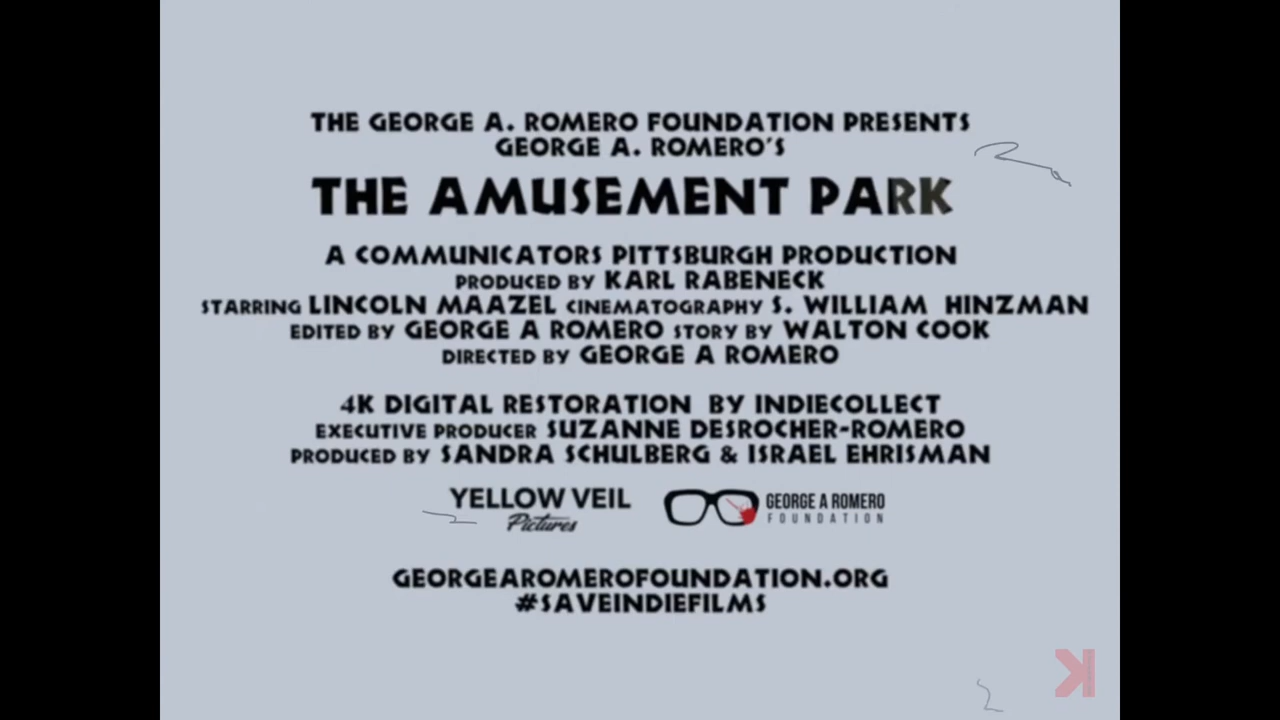 THE GEORGE A. ROMERO FOUNDATION PRESENTS
GEORGE A. ROMERO'S
THE AMUSEMENT PARK
A COMMUNICATORS PITTSBURGH PRODUCTION
PRODUCED BY KARL RABENECK
STARRING LINCOLN MAAZEL CINEMATOGRAPHY S. WILLIAM HINZMAN
EDITED BY GEORGE A ROMERO STORY BY WALTON COOK
DIRECTED BY GEORGE A ROMERO
4K DIGITAL RESTORATION BY INDIECOLLECT
EXECUTIVE PRODUCER SUZANNE DESROCHER-ROMERO
PRODUCED BY SANDRA SCHULBERG & ISRAEL EHRISMAN
YELLOW VEIL
Pictures
GEORGE A ROMERO
FOUNDATION
GEORGEAROMEROFOUNDATION.ORG
#SAVEINDIEFILMS